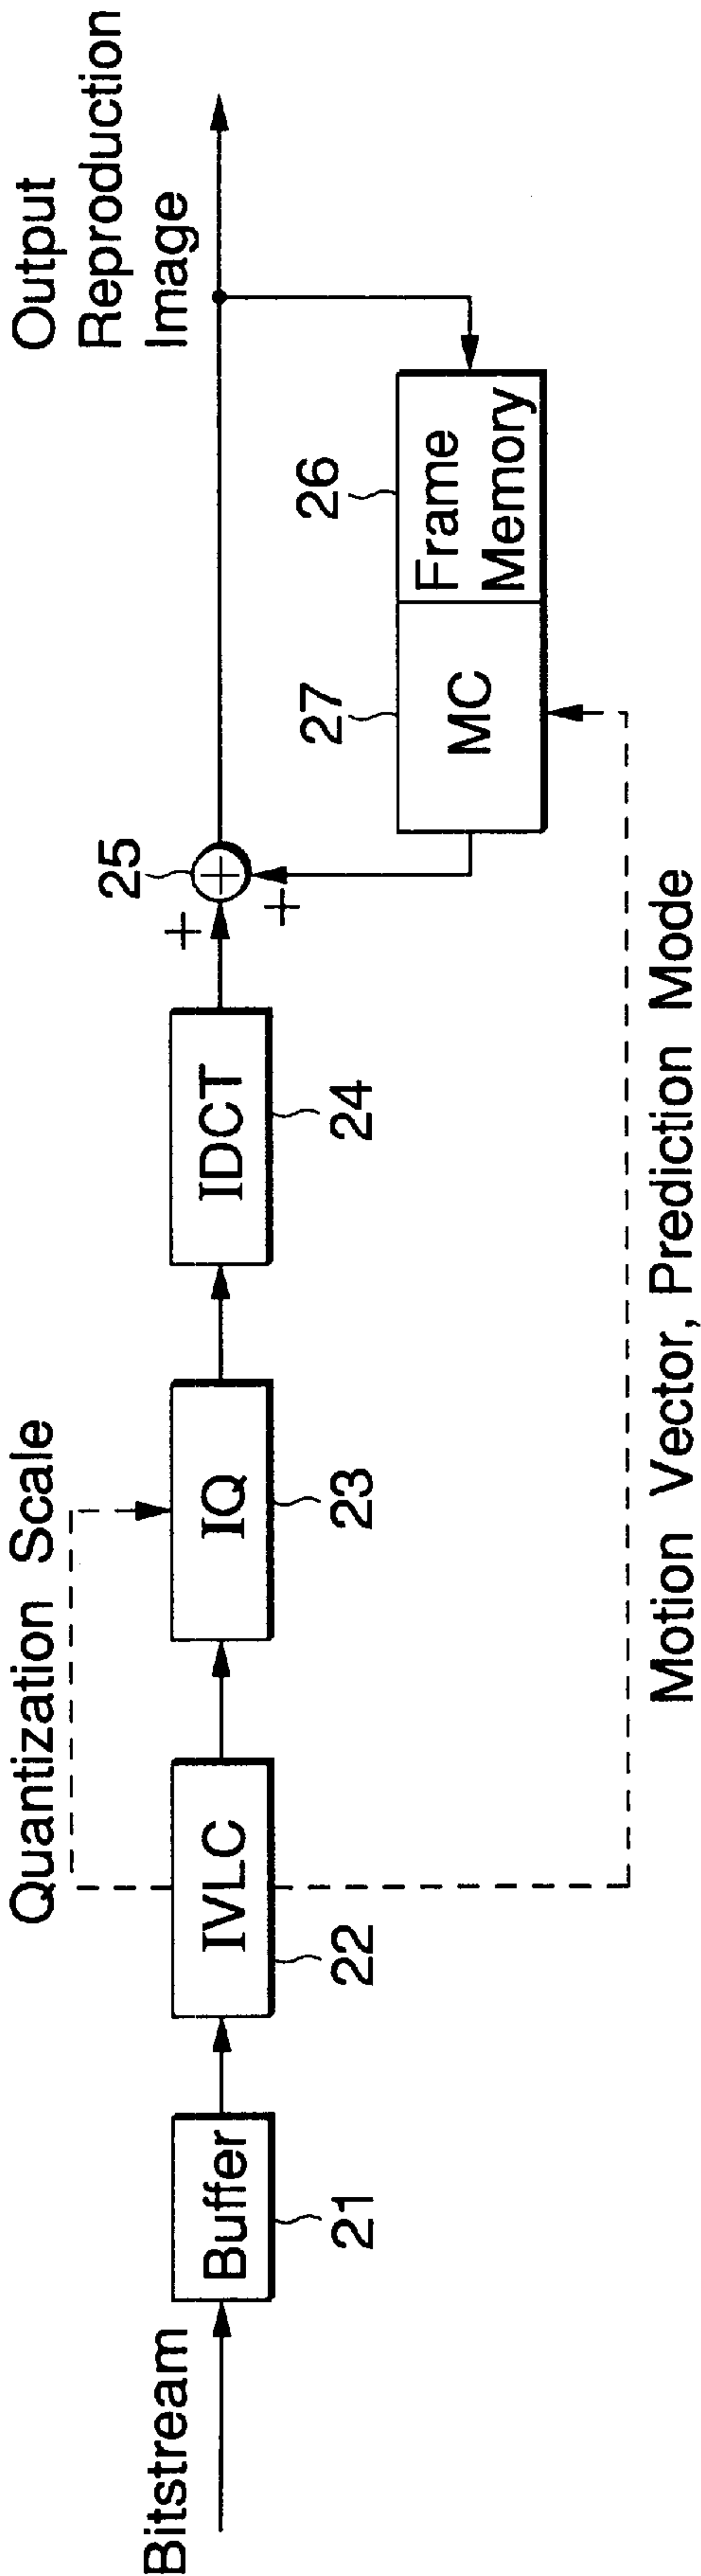 Quantization Scale
Output
Reproduction
Image
Bitstream
Buffer
21
IVLC
22
IQ
23
IDCT
24
25
+
+
+
27
MC
26
Frame
Memory
Motion Vector, Prediction Mode